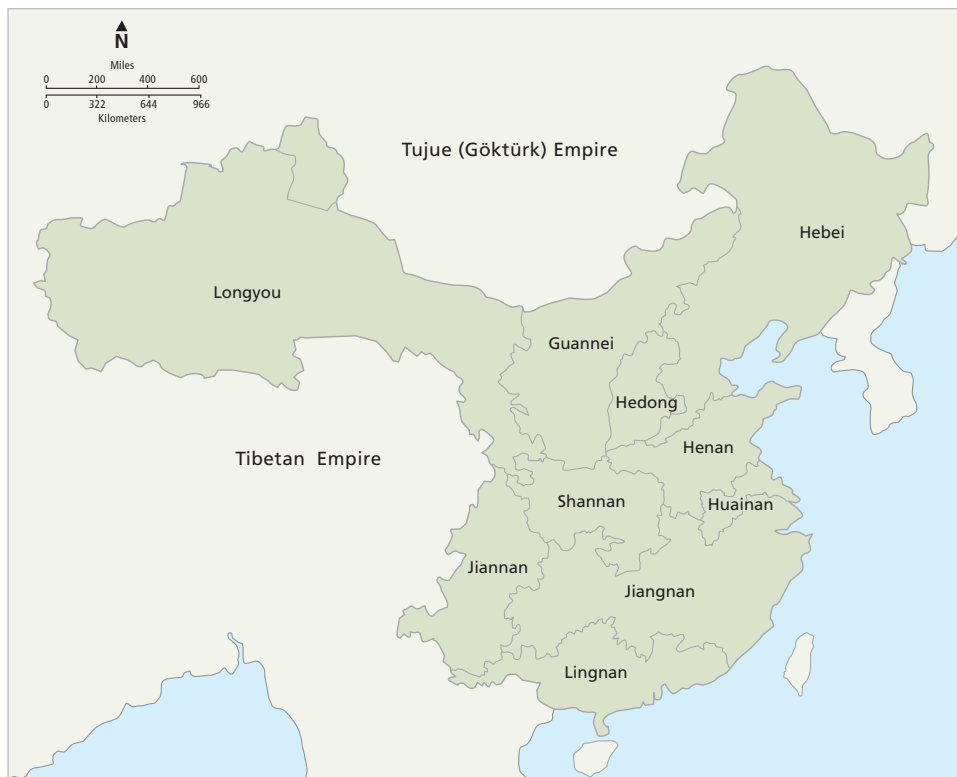 N
Miles
0 200 400 600
0 322 644 966
Kilometers
Tujue (Göktürk) Empire
Hebei
Longyou
Guannei
Hedong
Henan
Tibetan Empire
Shannan
Huainan
Jiannan
Jiangnan
Lingnan